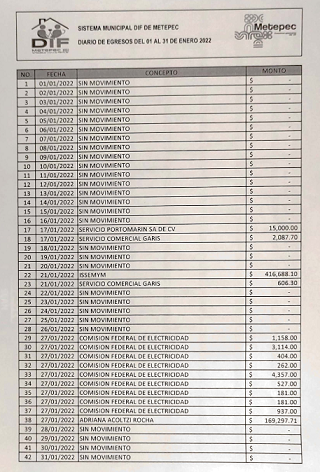 DIF
METEPEC
SISTEMA MUNICIPAL DIF DE METEPEC
DIARIO DE EGRESOS DEL 01 AL 31 DE ENERO 2022
Metepec
NO. FECHA CONCEPTO MONTO
1 01/01/2022 SIN MOVIMIENTO $ -
2 02/01/2022 SIN MOVIMIENTO $ -
3 03/01/2022 SIN MOVIMIENTO $ -
4 04/01/2022 SIN MOVIMIENTO $ -
5 05/01/2022 SIN MOVIMIENTO $ -
6 06/01/2022 SIN MOVIMIENTO $ -
7 07/01/2022 SIN MOVIMIENTO $ -
8 08/01/2022 SIN MOVIMIENTO $ -
9 09/01/2022 SIN MOVIMIENTO $ -
10 10/01/2022 SIN MOVIMIENTO $ -
11 11/01/2022 SIN MOVIMIENTO $ -
12 12/01/2022 SIN MOVIMIENTO $ -
13 13/01/2022 SIN MOVIMIENTO $ -
14 14/01/2022 SIN MOVIMIENTO $ -
15 15/01/2022 SIN MOVIMIENTO $ -
16 16/01/2022 SIN MOVIMIENTO $ -
17 17/01/2022 SERVICIO PORTOMARIN SA DE CV $ 15,000.00
18 17/01/2022 SERVICIO COMERCIAL GARIS $ 2,087.70
19 18/01/2022 SIN MOVIMIENTO $ -
20 19/01/2022 SIN MOVIMIENTO $ -
21 20/01/2022 SIN MOVIMIENTO $ -
22 21/01/2022 ISSEMYM $ 416,688.10
23 21/01/2022 SERVICIO COMERCIAL GARIS $ 606.30
24 22/01/2022 SIN MOVIMIENTO $ -
25 23/01/2022 SIN MOVIMIENTO $ -
26 24/01/2022 SIN MOVIMIENTO $ -
27 25/01/2022 SIN MOVIMIENTO $ -
28 26/01/2022 SIN MOVIMIENTO $ -
29 27/01/2022 COMISION FEDERAL DE ELECTRICIDAD $ 1,158.00
30 27/01/2022 COMISION FEDERAL DE ELECTRICIDAD $ 3,114.00
31 27/01/2022 COMISION FEDERAL DE ELECTRICIDAD $ 404.00
32 27/01/2022 COMISION FEDERAL DE ELECTRICIDAD $ 262.00
33 27/01/2022 COMISION FEDERAL DE ELECTRICIDAD $ 4,357.00
34 27/01/2022 COMISION FEDERAL DE ELECTRICIDAD $ 527.00
35 27/01/2022 COMISION FEDERAL DE ELECTRICIDAD $ 181.00
36 27/01/2022 COMISION FEDERAL DE ELECTRICIDAD $ 181.00
37 27/01/2022 COMISION FEDERAL DE ELECTRICIDAD $ 937.00
38 27/01/2022 ADRIANA ACOLTZI ROCHA $ 169,297.71
39 28/01/2022 SIN MOVIMIENTO $ -
40 29/01/2022 SIN MOVIMIENTO $ -
41 30/01/2022 SIN MOVIMIENTO $ -
42 31/01/2022 SIN MOVIMIENTO $ -